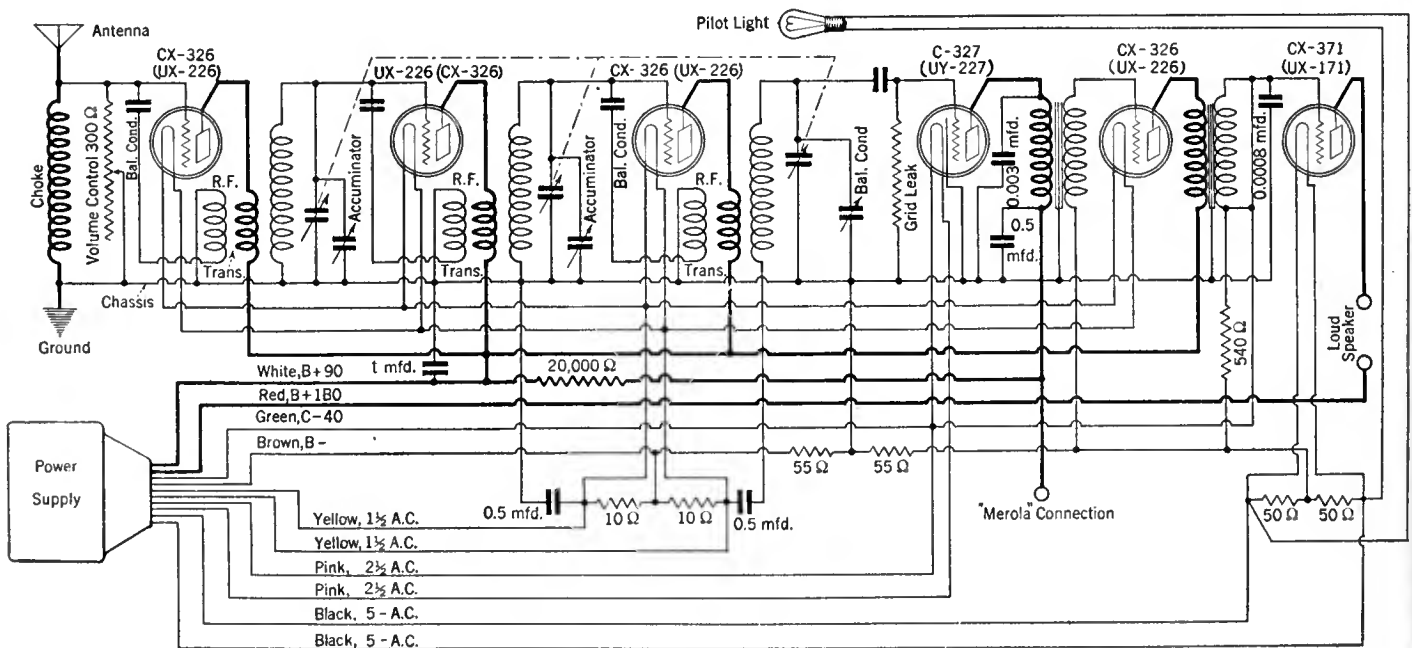 Pilot Light
Antenna
CX-326
(UX-226)
UX-226 (CX-326)
CX-326 (UX-226)
C-327
(UY-227)
CX-326
(UX-226)
CX-371
(UX-171)
Choke
Volume Control 300 Ω
Bal. Cond.
R.F.
Trans.
Accuminator
R.F.
Trans.
Accuminator
Bal. Cond.
R.F.
Trans.
Bal. Cond
Grid Leak
0.003 mfd.
0.5
mfd.
0.0008 mfd.
Chassis
Ground
540 Ω
Loud
Speaker
White, B+90
t mfd.
20,000 Ω
Red, B+1B0
Green, C-40
Brown, B-
55 Ω
55 Ω
Power
Supply
0.5 mfd.
10 Ω
10 Ω
0.5 mfd.
"Merola" Connection
50 Ω
50 Ω
Yellow, 1½ A.C.
Yellow, 1½ A.C.
Pink, 2½ A.C.
Pink, 2½ A.C.
Black, 5-A.C.
Black, 5-A.C.